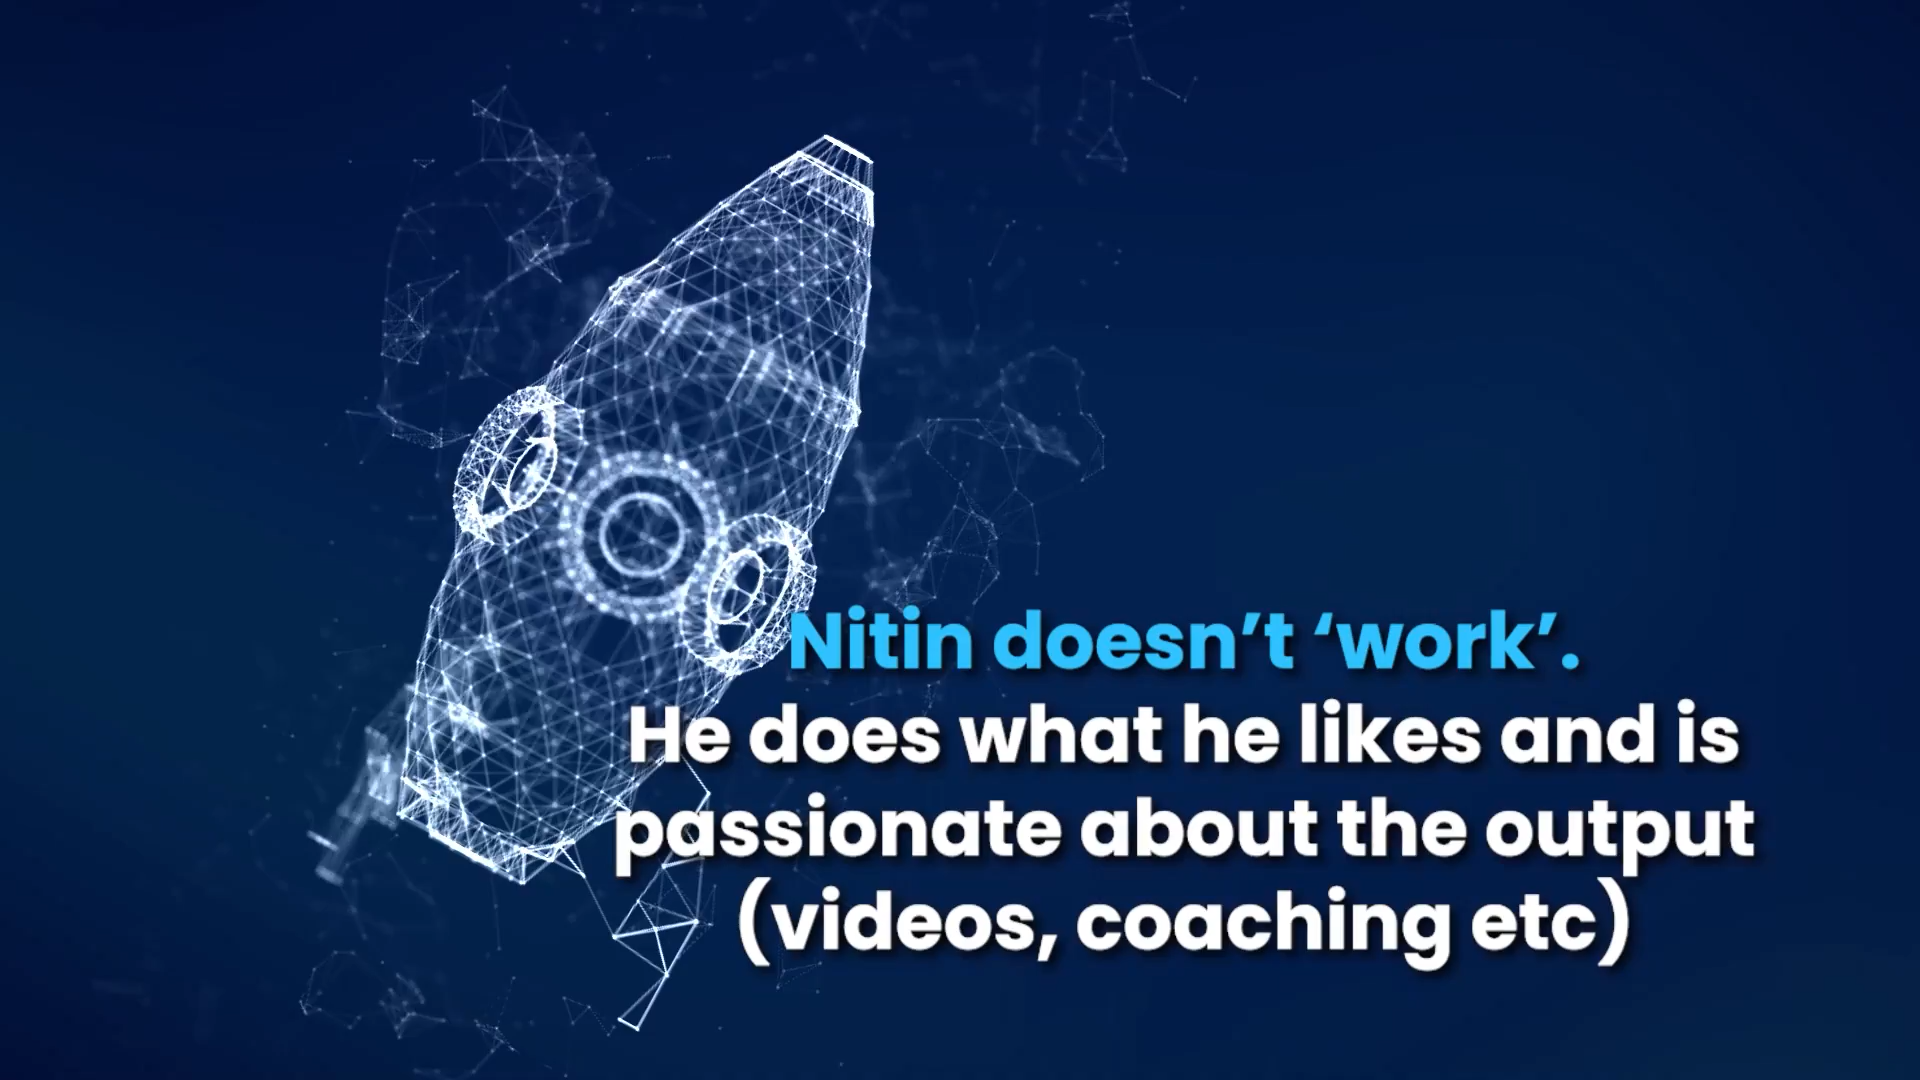 Nitin doesn’t ‘work’.
He does what he likes and is
passionate about the output
(videos, coaching etc)